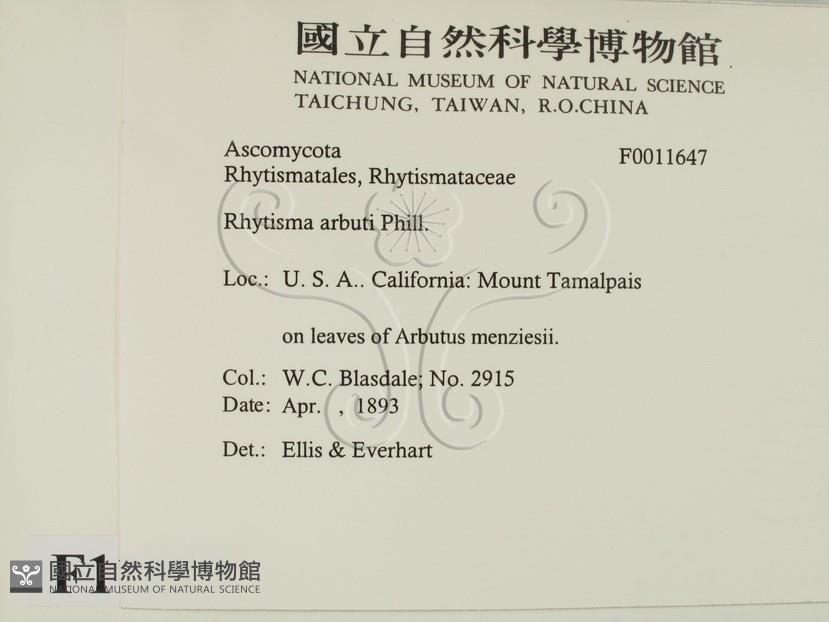 國立自然科學博物館
NATIONAL MUSEUM OF NATURAL SCIENCE
TAICHUNG, TAIWAN, R.O.CHINA
Ascomycota F0011647
Rhytismatales, Rhytismataceae
Rhytisma arbuti Phill.
Loc.: U. S. A.. California: Mount Tamalpais
on leaves of Arbutus menziesii.
Col.: W.C. Blasdale; No. 2915
Date: Apr. , 1893
Det.: Ellis & Everhart
F1
國立自然科學博物館
NATIONAL MUSEUM OF NATURAL SCIENCE